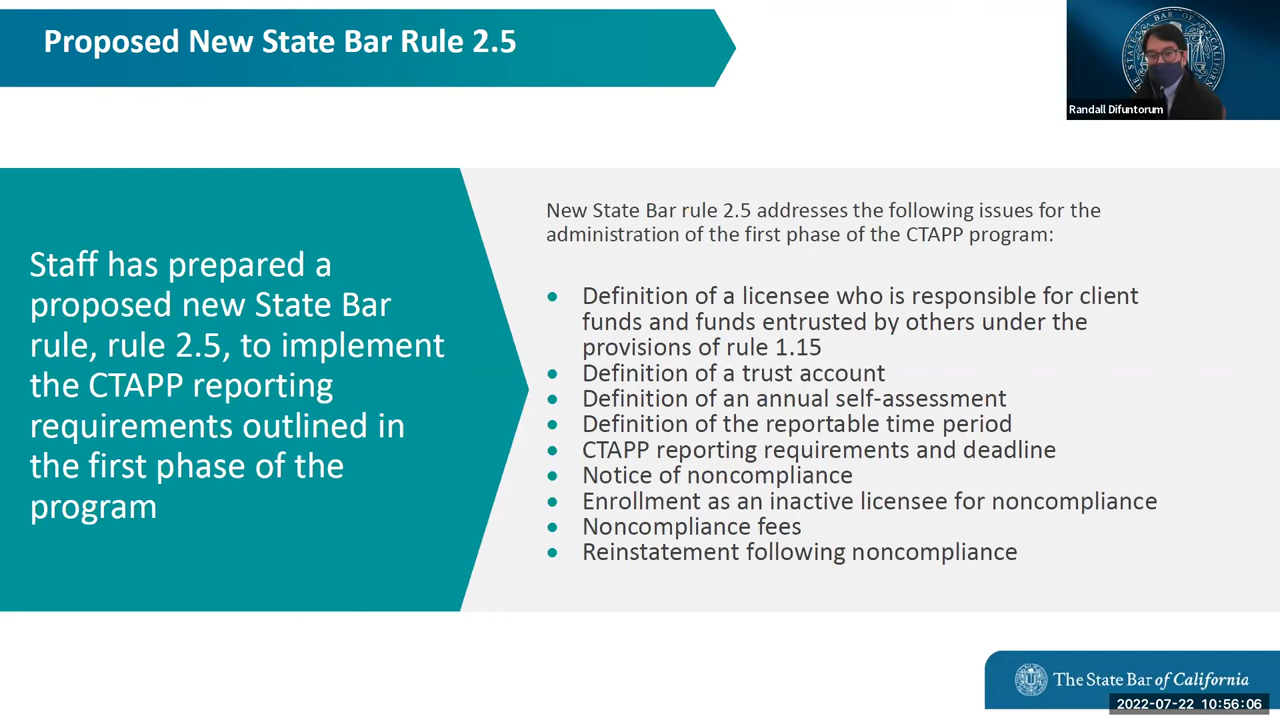 Proposed New State Bar Rule 2.5
THE STATE BAR OF CALIFORNIA
Randall Difuntorum
Staff has prepared a
proposed new State Bar
rule, rule 2.5, to implement
the CTAPP reporting
requirements outlined in
the first phase of the
program
New State Bar rule 2.5 addresses the following issues for the
administration of the first phase of the CTAPP program:
• Definition of a licensee who is responsible for client
funds and funds entrusted by others under the
provisions of rule 1.15
• Definition of a trust account
• Definition of an annual self-assessment
• Definition of the reportable time period
• CTAPP reporting requirements and deadline
• Notice of noncompliance
• Enrollment as an inactive licensee for noncompliance
• Noncompliance fees
• Reinstatement following noncompliance
The State Bar of California
2022-07-22 10:56:06